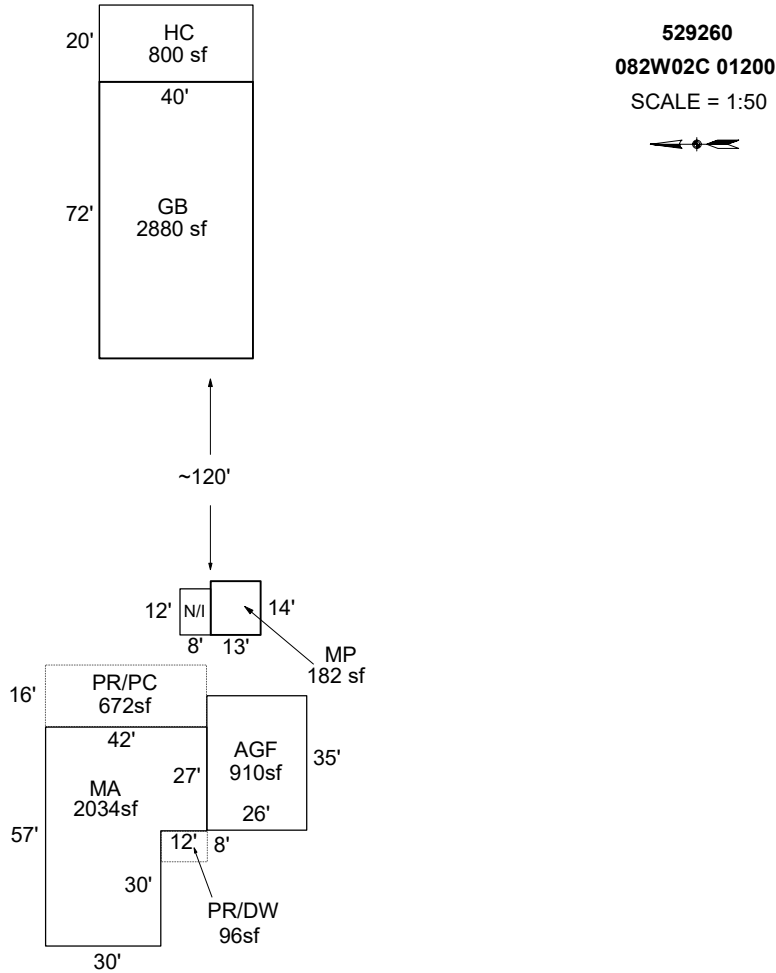 529260
082W02C 01200
SCALE = 1:50
20'
HC
800 sf
40'
72'
GB
2880 sf
~120'
12'
N/I
14'
8'
13'
MP
182 sf
16'
PR/PC
672sf
42'
27'
AGF
910sf
35'
MA
2034sf
26'
57'
12'
8'
30'
PR/DW
96sf
30'